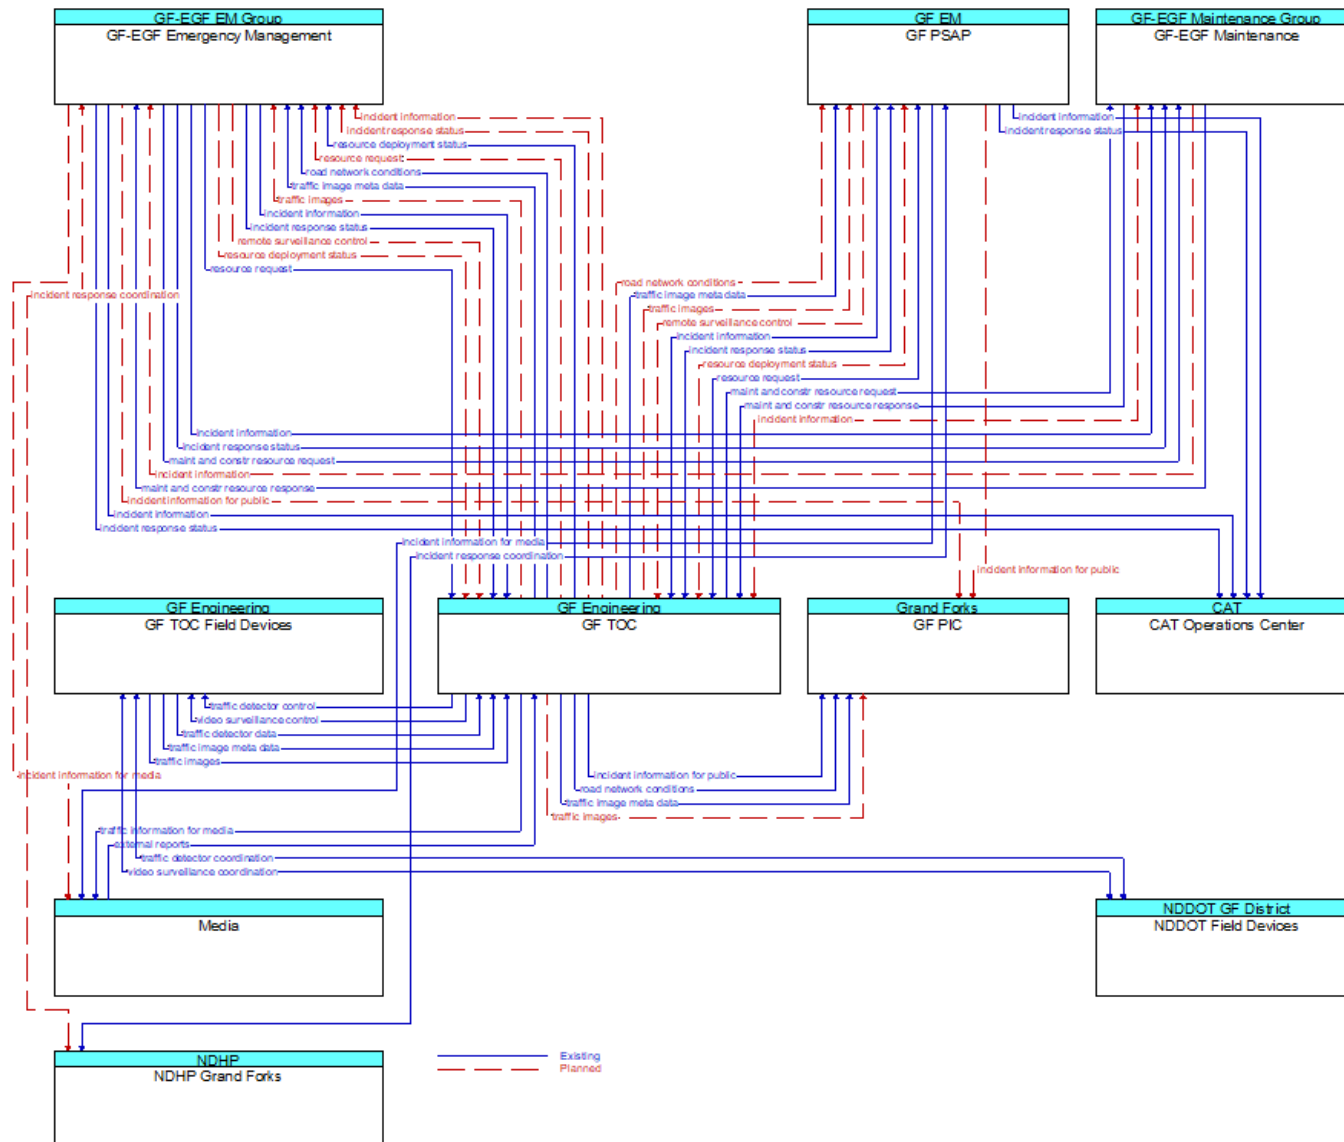 GF-EGF EM Group
GF-EGF Emergency Management
GF EM
GF PSAP
GF-EGF Maintenance Group
GF-EGF Maintenance
incident information
incident response status
resource deployment status
resource request
road network conditions
traffic image meta data
traffic images
incident information
incident response status
remote surveillance control
resource deployment status
resource request
incident information
incident response status
incident response coordination
road network conditions
traffic image meta data
traffic images
remote surveillance control
incident information
incident response status
resource deployment status
resource request
maint and constr resource request
maint and constr resource response
incident information
incident information
incident response status
maint and constr resource request
incident information
maint and constr resource response
incident information for public
incident information
incident response status
incident information for media
incident response coordination
incident information for public
GF Engineering
GF TOC Field Devices
GF Engineering
GF TOC
Grand Forks
GF PIC
CAT
CAT Operations Center
traffic detector control
video surveillance control
traffic detector data
traffic image meta data
traffic images
incident information for media
incident information for public
road network conditions
traffic image meta data
traffic images
traffic information for media
external reports
traffic detector coordination
video surveillance coordination
Media
NDDOT GF District
NDDOT Field Devices
NDHP
NDHP Grand Forks
Existing
Planned